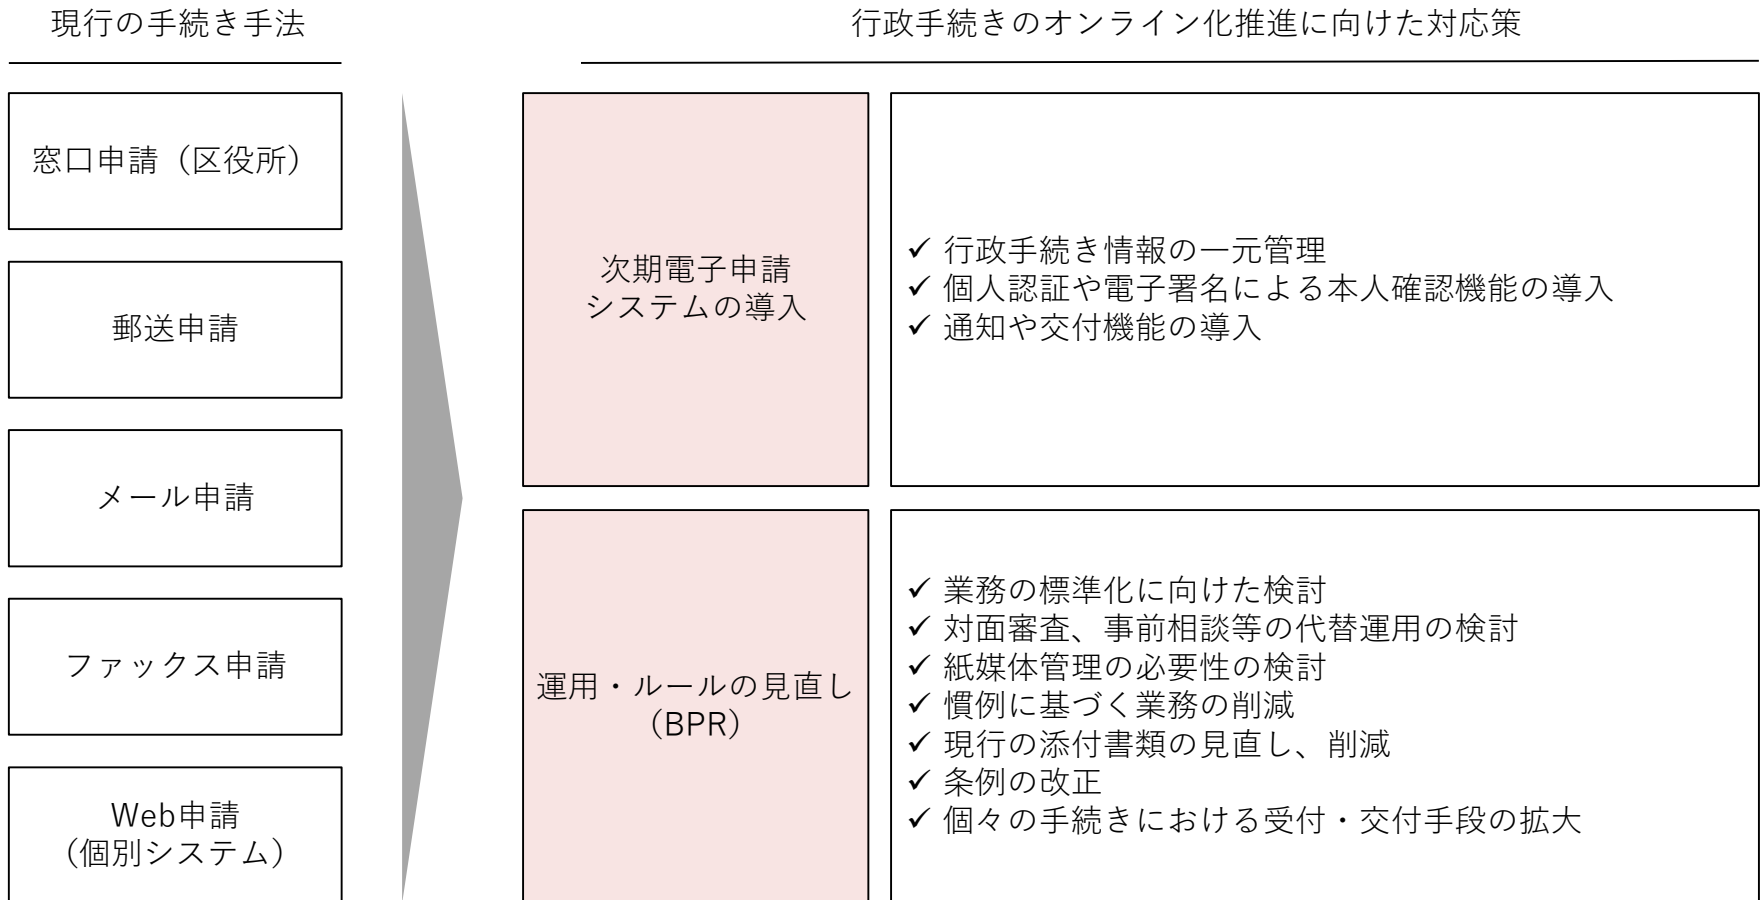 現行の手続き手法
行政手続きのオンライン化推進に向けた対応策
窓口申請（区役所）
郵送申請
メール申請
ファックス申請
Web申請
（個別システム）
次期電子申請
システムの導入
✓ 行政手続き情報の一元管理
✓ 個人認証や電子署名による本人確認機能の導入
✓ 通知や交付機能の導入
運用・ルールの見直し
（BPR）
✓ 業務の標準化に向けた検討
✓ 対面審査、事前相談等の代替運用の検討
✓ 紙媒体管理の必要性の検討
✓ 慣例に基づく業務の削減
✓ 現行の添付書類の見直し、削減
✓ 条例の改正
✓ 個々の手続きにおける受付・交付手段の拡大